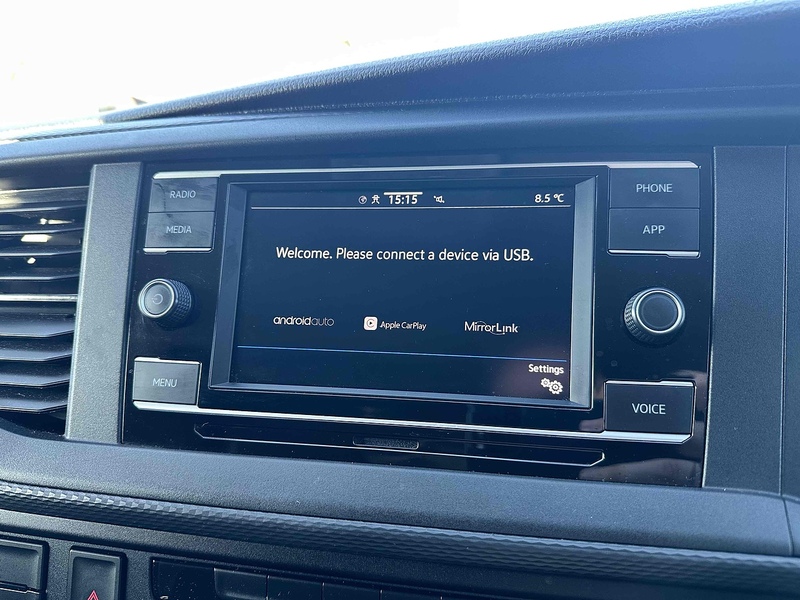 RADIO
MEDIA
MENU
15:15
8.5 °C
Welcome. Please connect a device via USB.
androidauto
Apple CarPlay
MirrorLink
Settings
PHONE
APP
VOICE